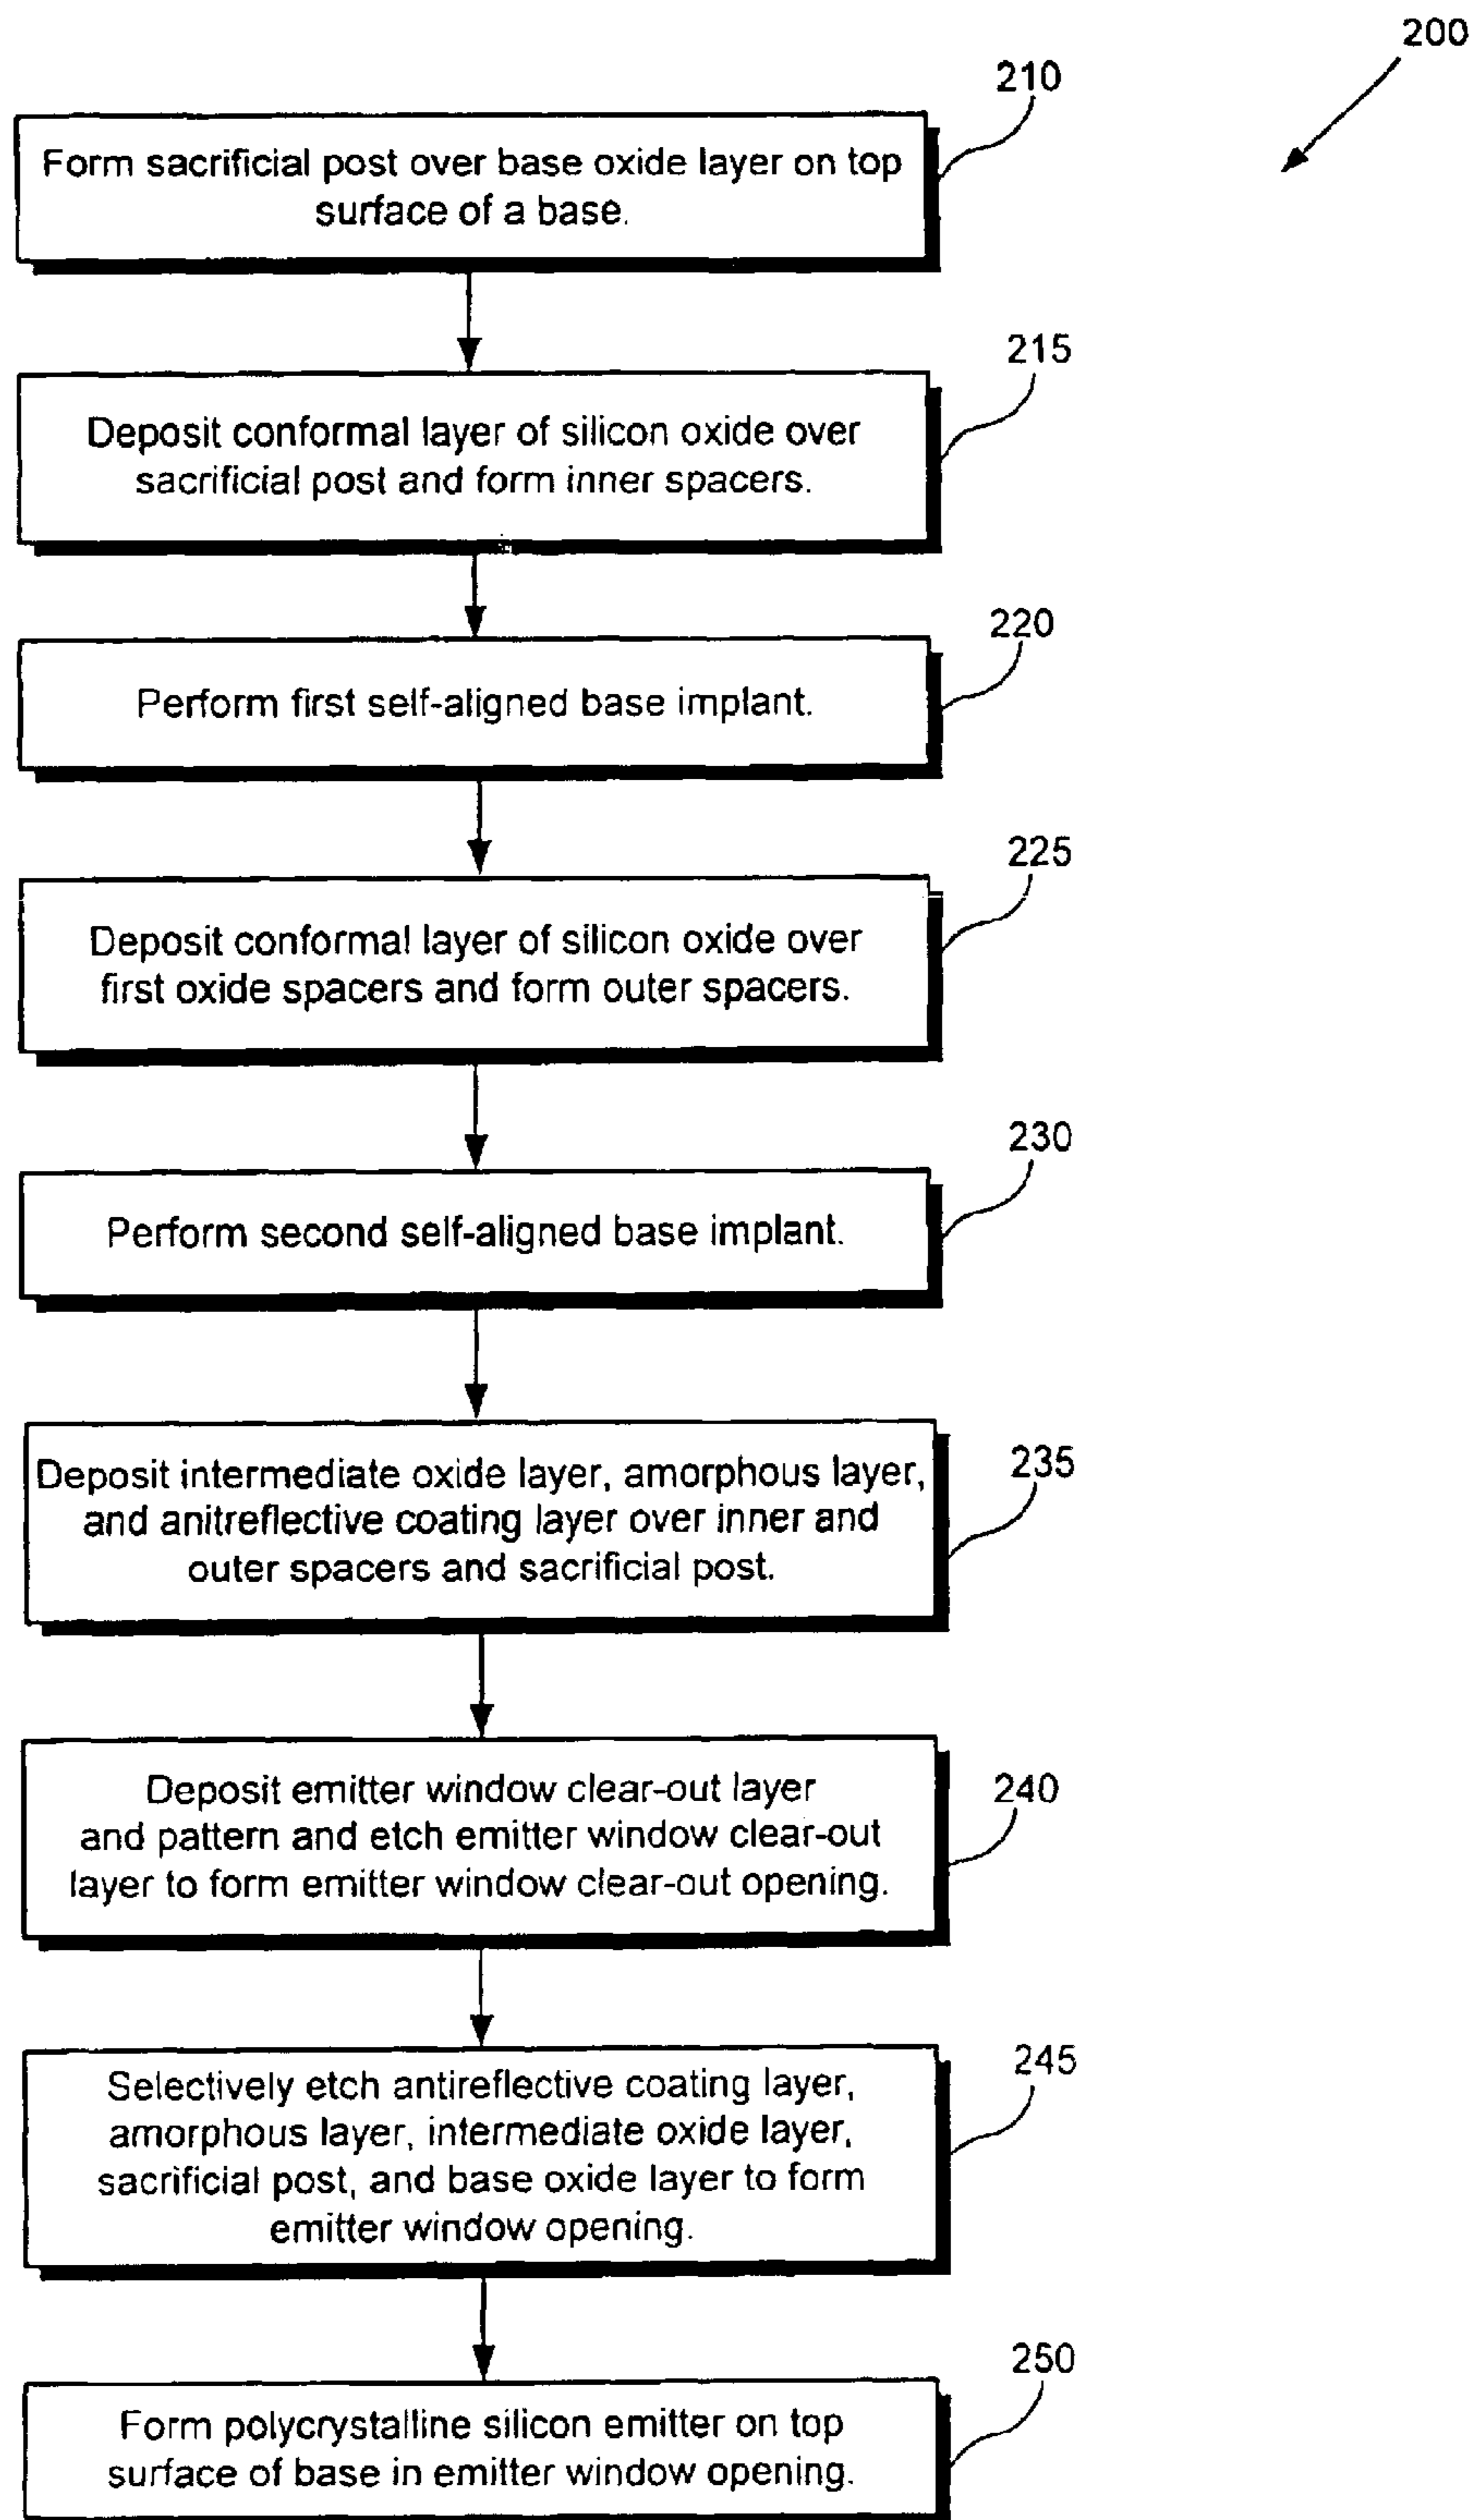 200
210
Form sacrificial post over base oxide layer on top
surface of a base.
215
Deposit conformal layer of silicon oxide over
sacrificial post and form inner spacers.
220
Perform first self-aligned base implant.
225
Deposit conformal layer of silicon oxide over
first oxide spacers and form outer spacers.
230
Perform second self-aligned base implant.
235
Deposit intermediate oxide layer, amorphous layer,
and anitreflective coating layer over inner and
outer spacers and sacrificial post.
240
Deposit emitter window clear-out layer
and pattern and etch emitter window clear-out
layer to form emitter window clear-out opening.
245
Selectively etch antireflective coating layer,
amorphous layer, intermediate oxide layer,
sacrificial post, and base oxide layer to form
emitter window opening.
250
Form polycrystalline silicon emitter on top
surface of base in emitter window opening.